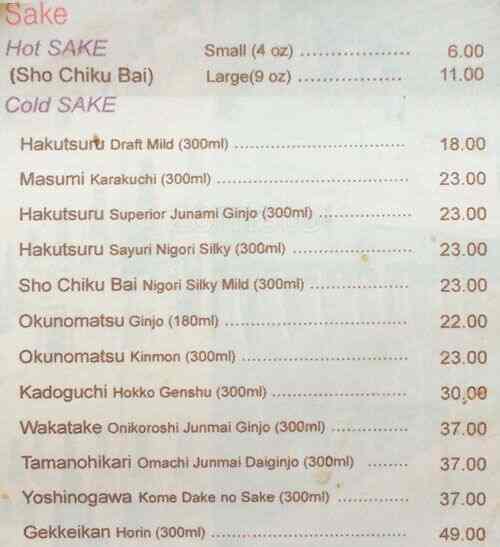 Sake
Hot SAKE Small (4 oz) ..................... 6.00
(Sho Chiku Bai) Large(9 oz) ................... 11.00
Cold SAKE
Hakutsuru Draft Mild (300ml) ................................ 18.00
Masumi Karakuchi (300ml) ................................... 23.00
Hakutsuru Superior Junami Ginjo (300ml) ................ 23.00
Hakutsuru Sayuri Nigori Silky (300ml) ..................... 23.00
Sho Chiku Bai Nigori Silky Mild (300ml) ................... 23.00
Okunomatsu Ginjo (180ml) .................................. 22.00
Okunomatsu Kinmon (300ml) ............................... 23.00
Kadoguchi Hokko Genshu (300ml) ......................... 30.00
Wakatake Onikoroshi Junmai Ginjo (300ml) .............. 37.00
Tamanohikari Omachi Junmai Daiginjo (300ml) ........ 37.00
Yoshinogawa Kome Dake no Sake (300ml) ............. 37.00
Gekkeikan Horin (300ml) .................................... 49.00